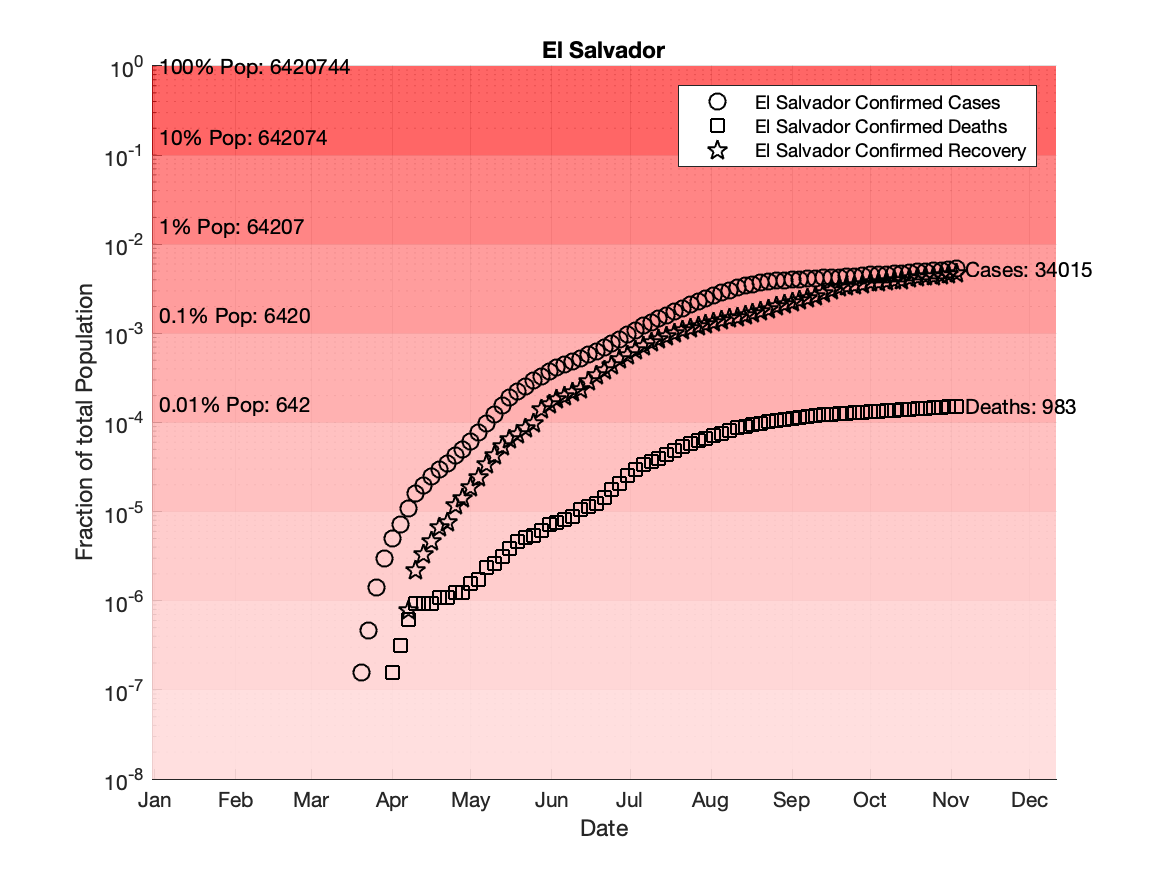 El Salvador
10^0
100% Pop: 6420744
El Salvador Confirmed Cases
El Salvador Confirmed Deaths
El Salvador Confirmed Recovery
10% Pop: 642074
10^-1
1% Pop: 64207
10^-2
Cases: 34015
0.1% Pop: 6420
10^-3
0.01% Pop: 642
Deaths: 983
10^-4
10^-5
10^-6
10^-7
10^-8
Fraction of total Population
Jan Feb Mar Apr May Jun Jul Aug Sep Oct Nov Dec
Date